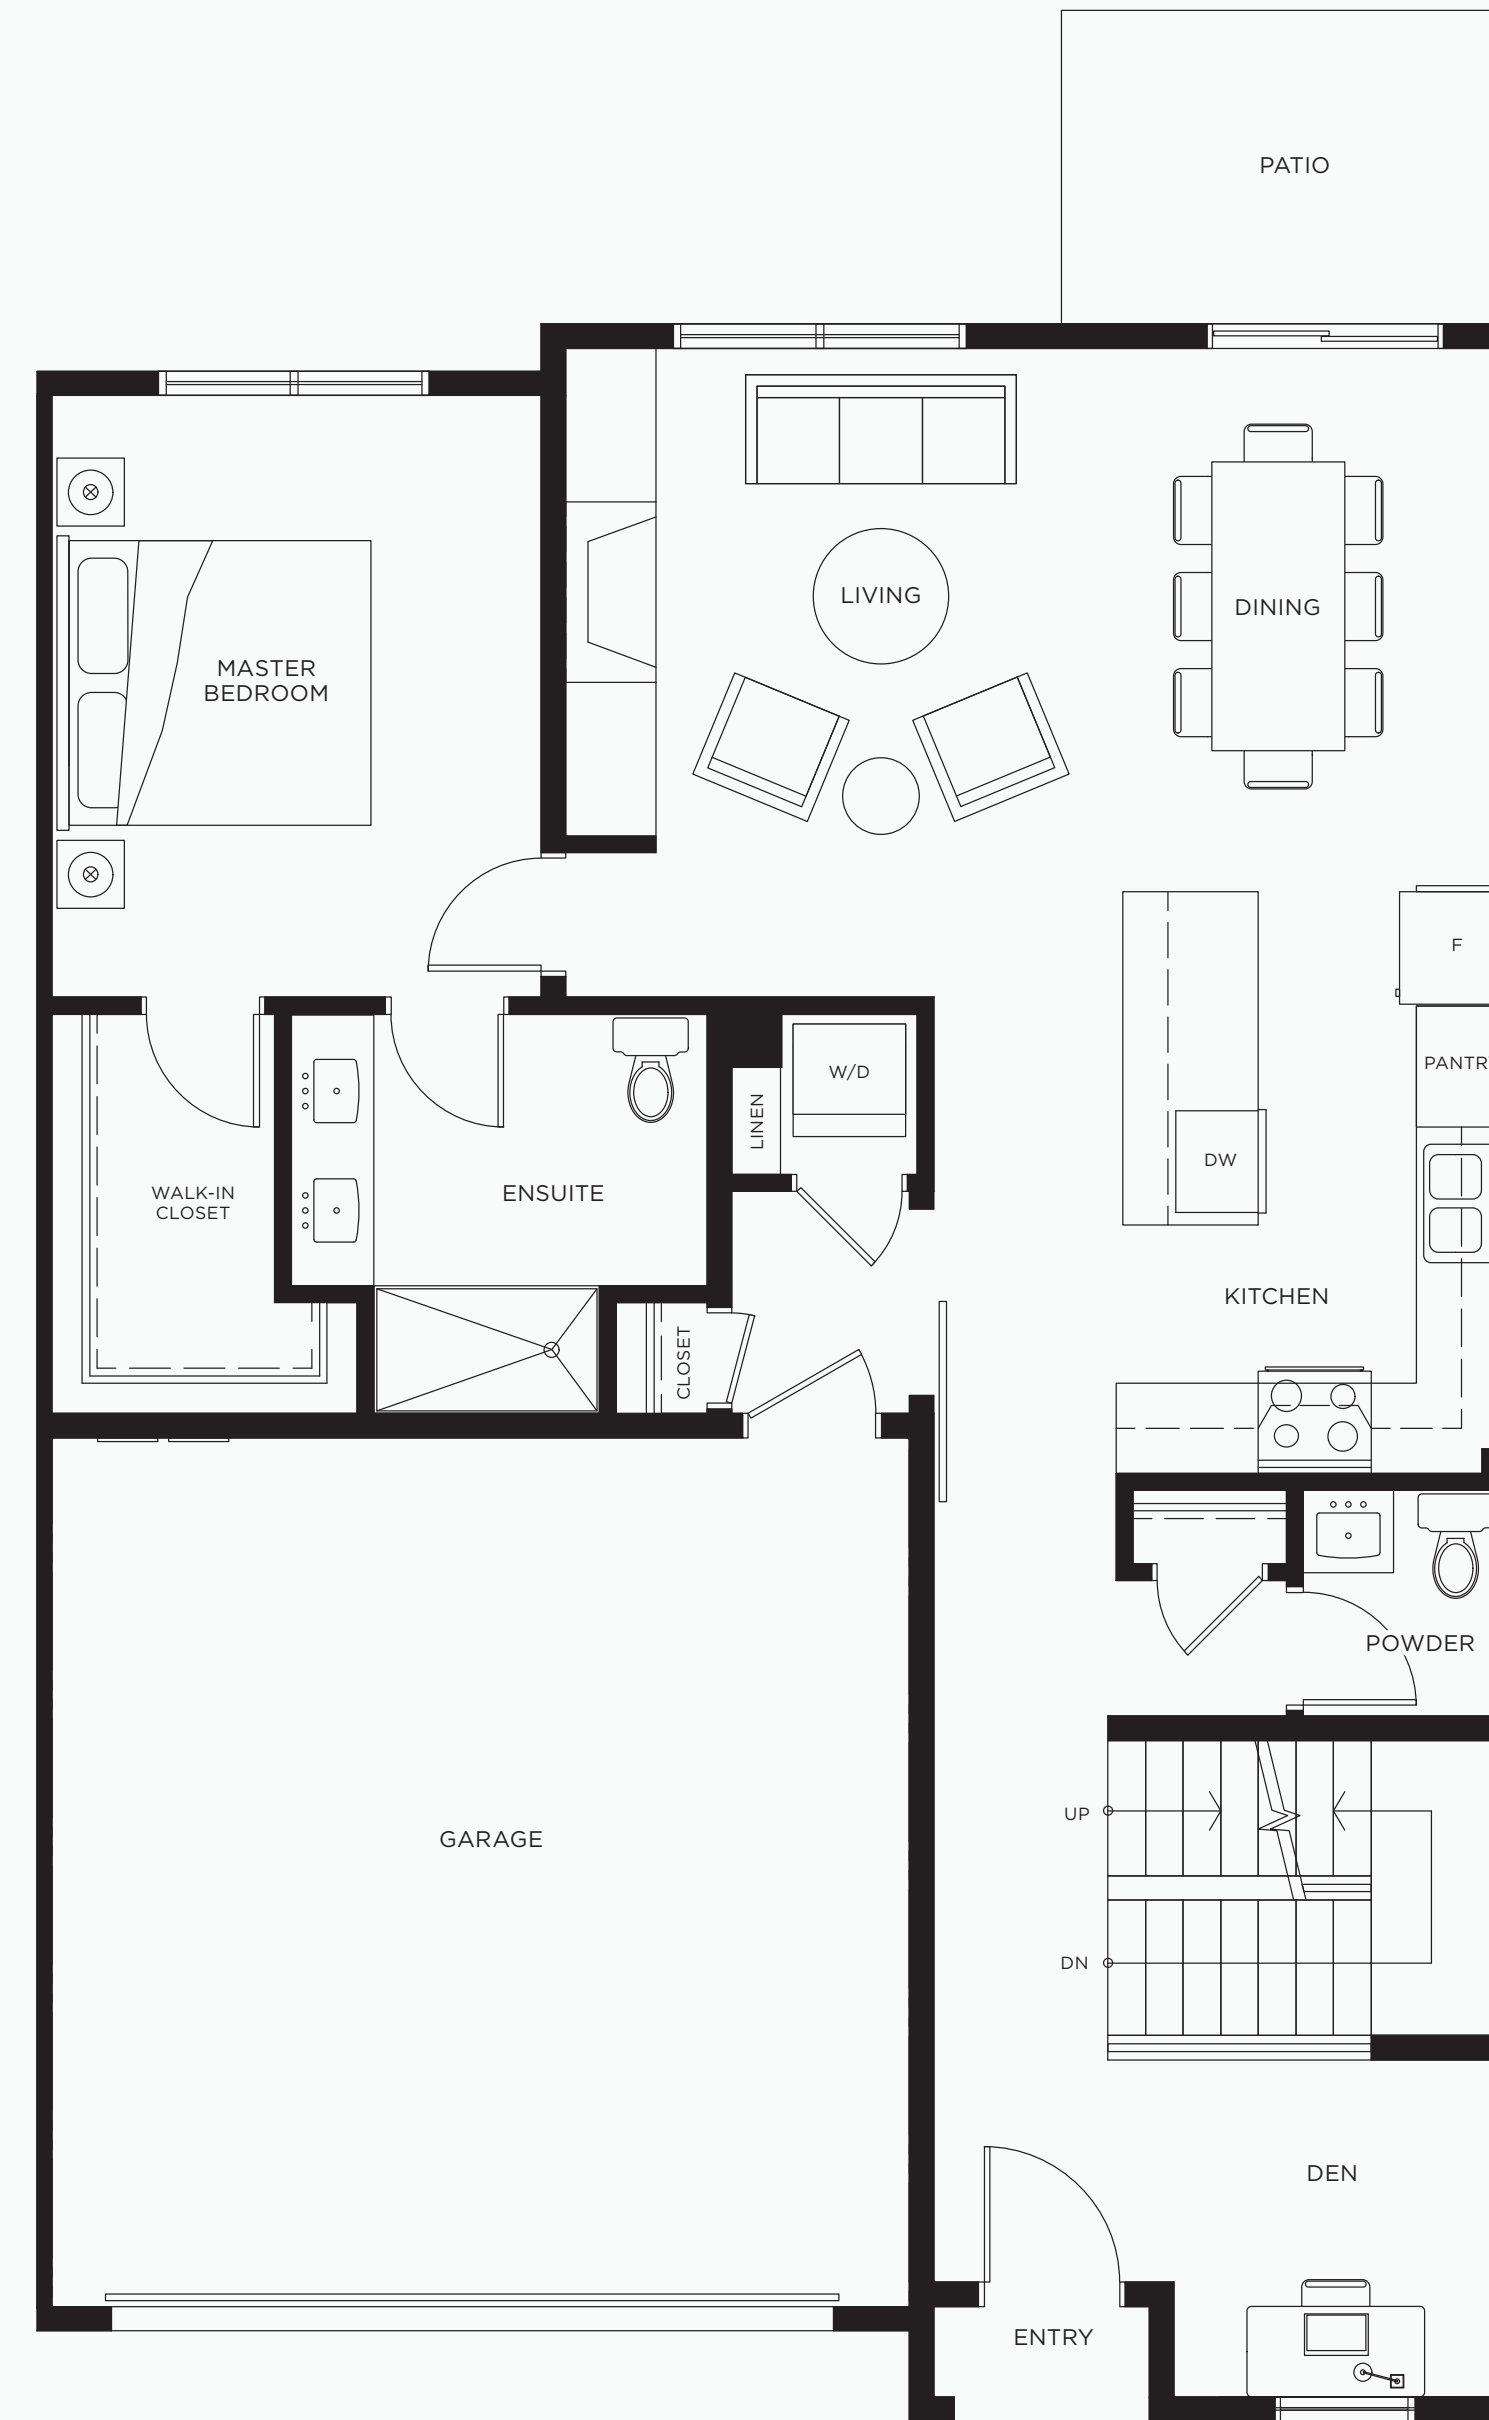 PATIO
LIVING
DINING
MASTER
BEDROOM
F
PANTR
W/D
LINEN
DW
WALK-IN
CLOSET
ENSUITE
KITCHEN
CLOSET
POWDER
UP
GARAGE
DN
DEN
ENTRY